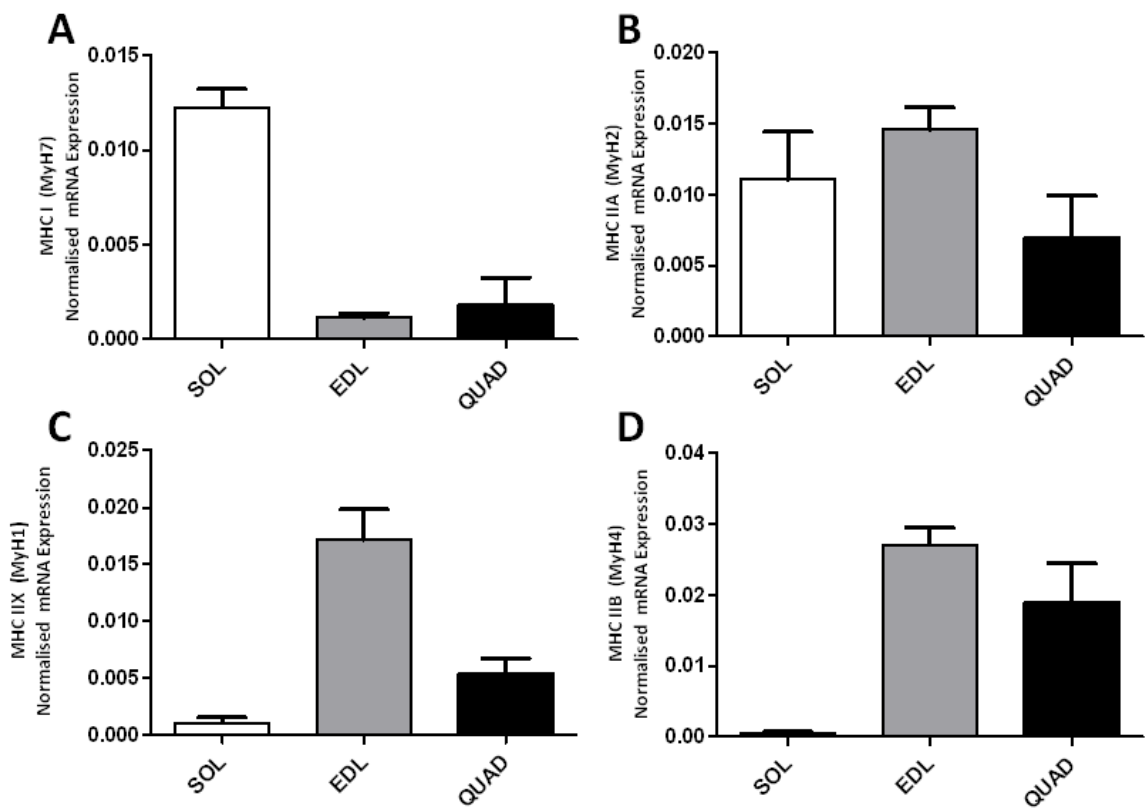 A
MHC I (MyH7)
Normalised mRNA Expression
0.015
0.010
0.005
0.000
SOL
EDL
QUAD
B
MHC IIA (MyH2)
Normalised mRNA Expression
0.020
0.015
0.010
0.005
0.000
SOL
EDL
QUAD
C
MHC IIX (MyH1)
Normalised mRNA Expression
0.025
0.020
0.015
0.010
0.005
0.000
SOL
EDL
QUAD
D
MHC IIB (MyH4)
Normalised mRNA Expression
0.04
0.03
0.02
0.01
0.00
SOL
EDL
QUAD